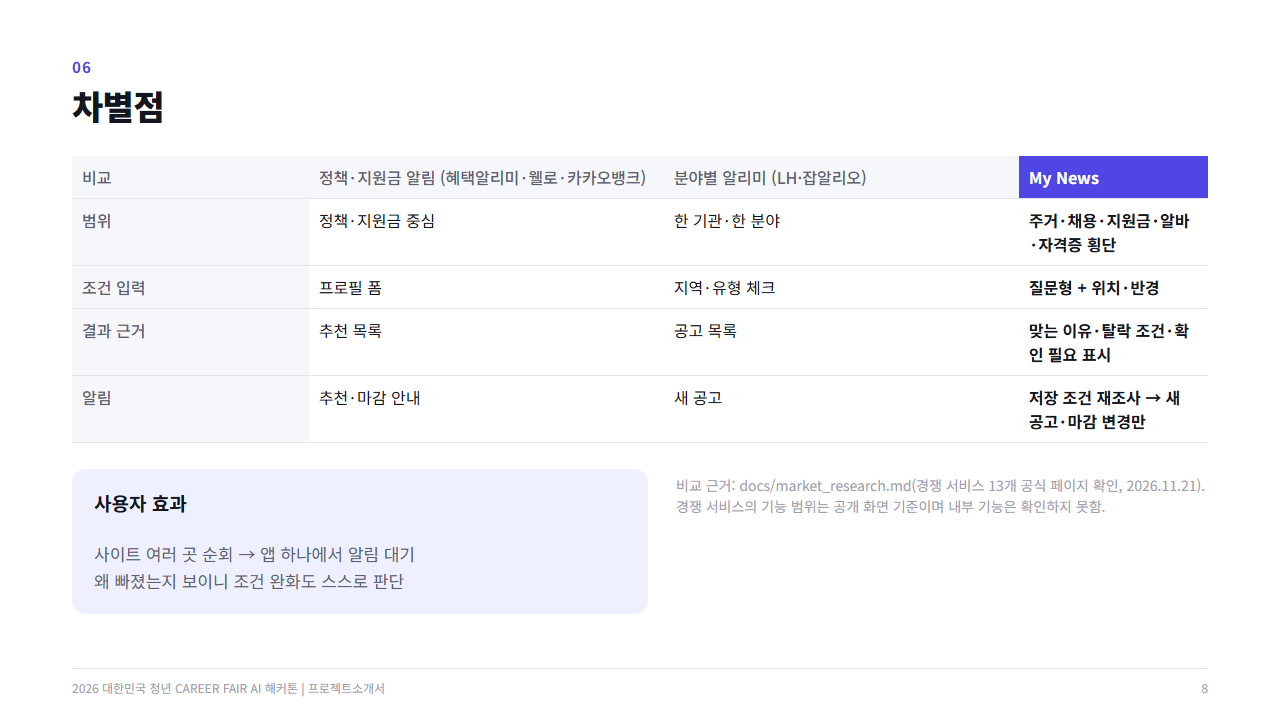 06
차별점
비교
정책·지원금 알림 (혜택알리미·웰로·카카오뱅크)
분야별 알리미 (LH·잡알리오)
My News
범위
정책·지원금 중심
한 기관·한 분야
주거·채용·지원금·알바
·자격증 횡단
조건 입력
프로필 폼
지역·유형 체크
질문형 + 위치·반경
결과 근거
추천 목록
공고 목록
맞는 이유·탈락 조건·확
인 필요 표시
알림
추천·마감 안내
새 공고
저장 조건 재조사 → 새
공고·마감 변경만
사용자 효과
사이트 여러 곳 순회 → 앱 하나에서 알림 대기
왜 빠졌는지 보이니 조건 완화도 스스로 판단
비교 근거: docs/market_research.md(경쟁 서비스 13개 공식 페이지 확인, 2026.11.21).
경쟁 서비스의 기능 범위는 공개 화면 기준이며 내부 기능은 확인하지 못함.
2026 대한민국 청년 CAREER FAIR AI 해커톤 | 프로젝트소개서
8